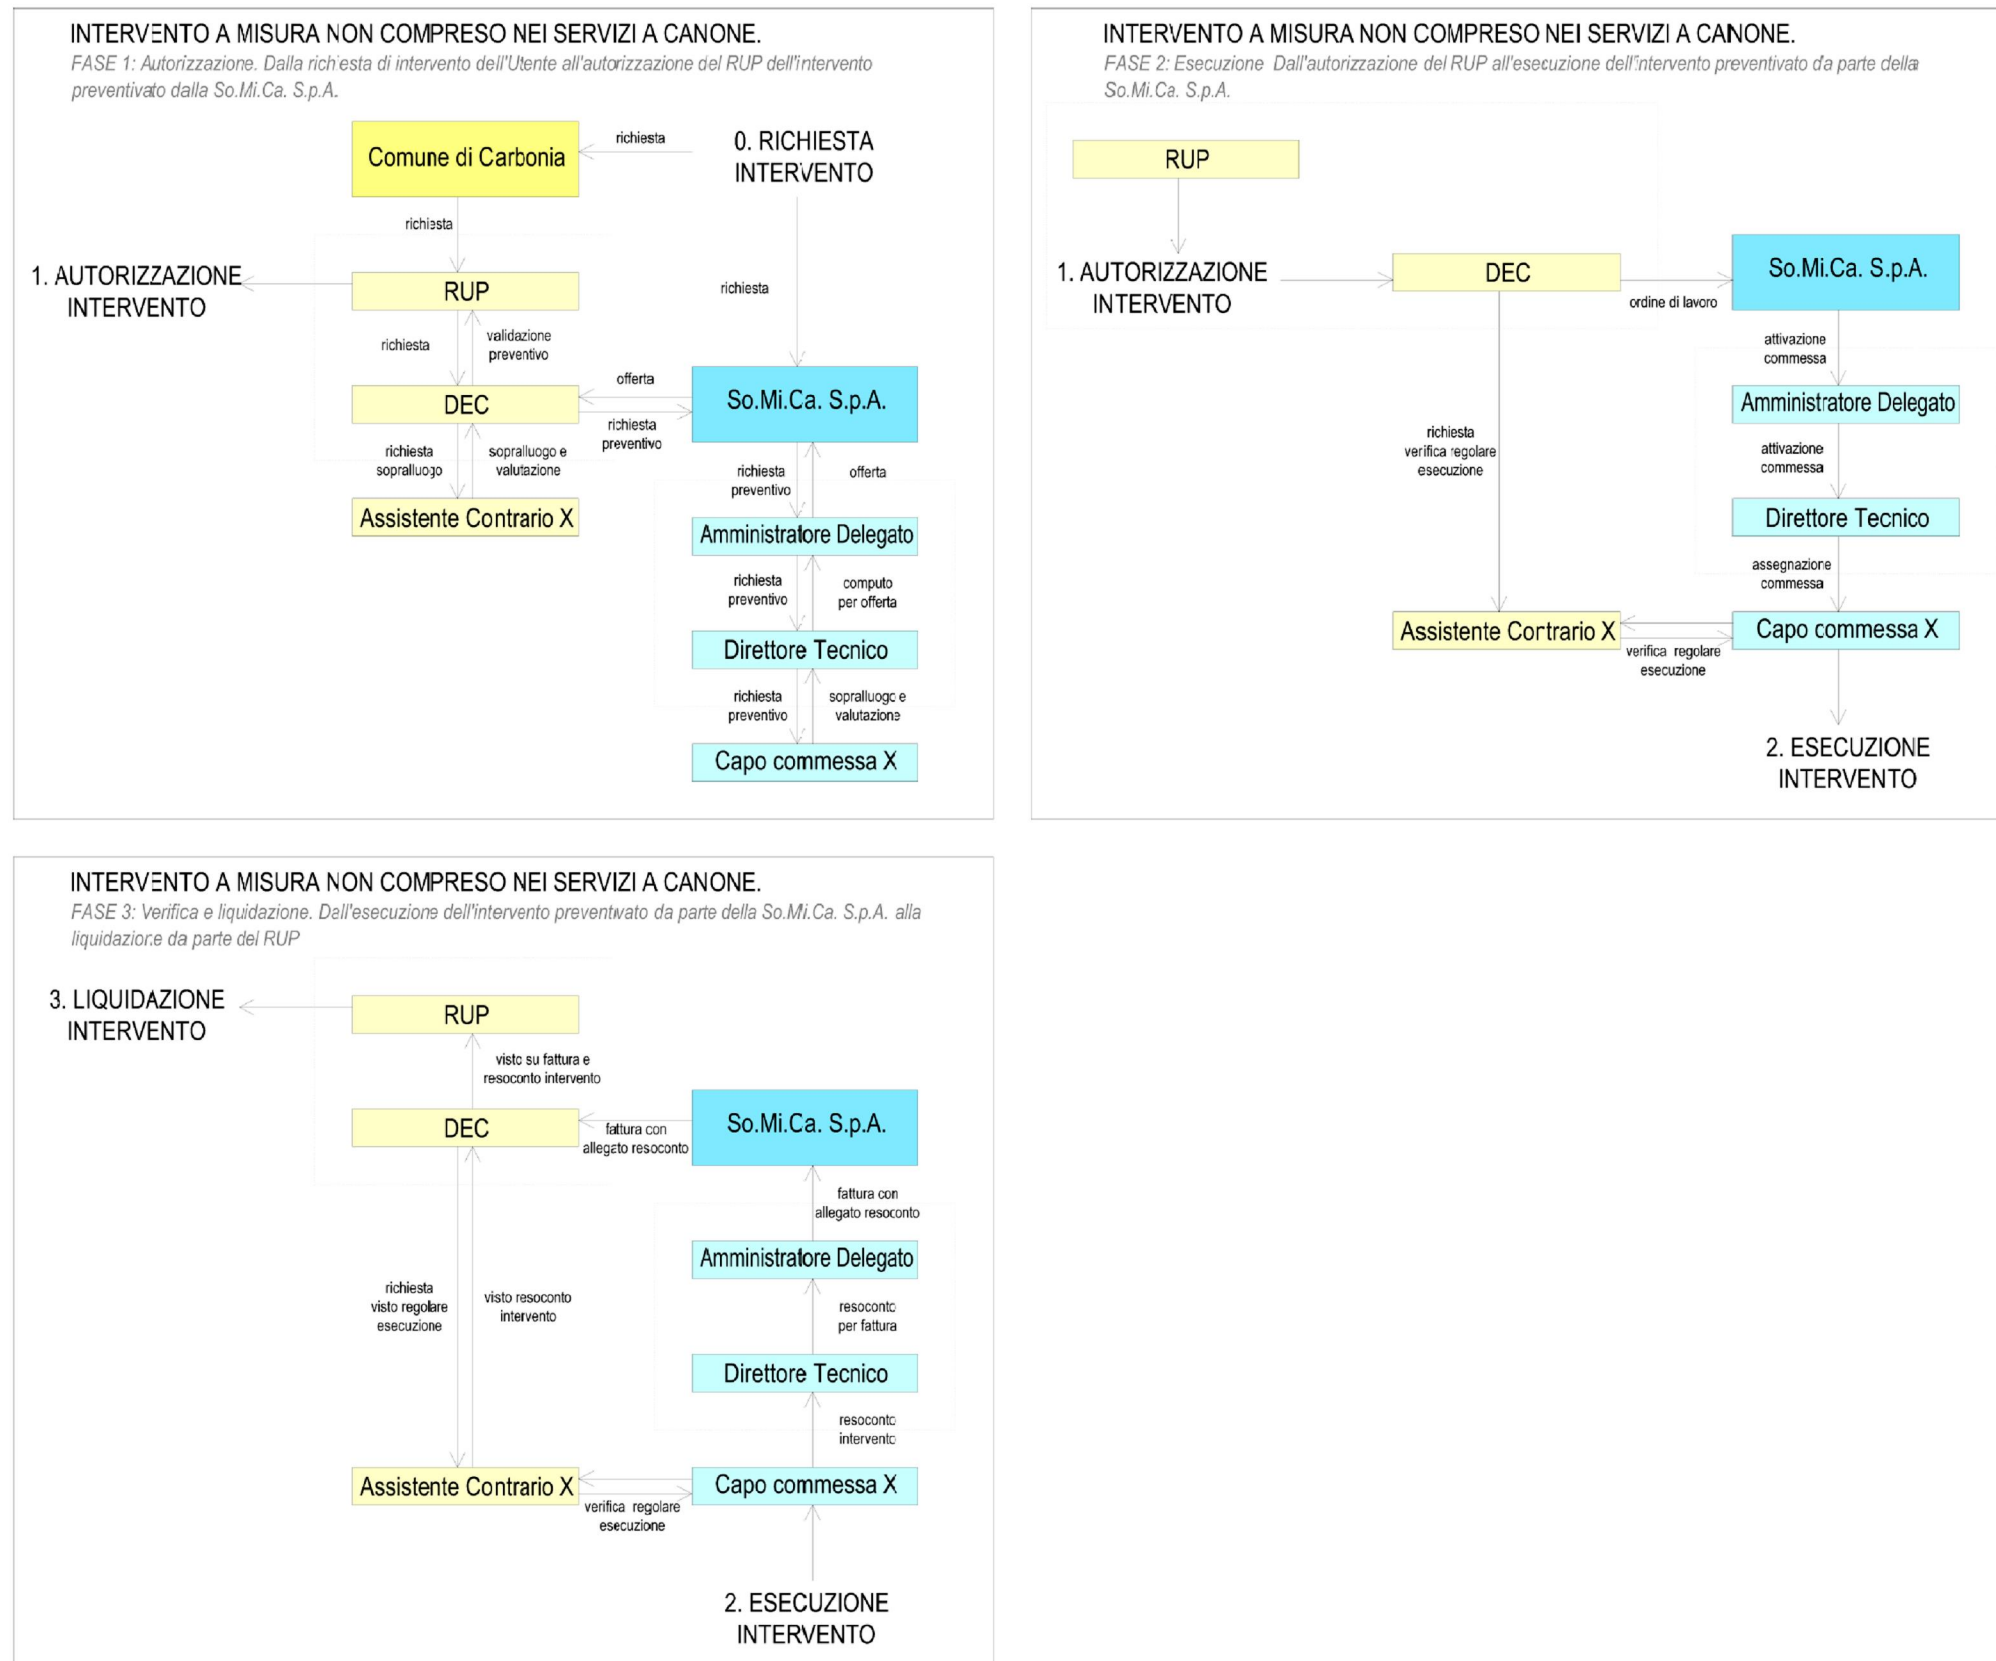 INTERVENTO A MISURA NON COMPRESO NEI SERVIZI A CANONE.
FASE 1: Autorizzazione. Dalla richiesta di intervento dell'Utente all'autorizzazione del RUP dell'intervento
preventivato dalla So.Mi.Ca. S.p.A.
Comune di Carbonia
richiesta
0. RICHIESTA
INTERVENTO
richiesta
1. AUTORIZZAZIONE
INTERVENTO
RUP
richiesta
richiesta
validazione
preventivo
DEC
offerta
richiesta
preventivo
So.Mi.Ca. S.p.A.
richiesta
sopralluogo
sopralluogo e
valutazione
richiesta
preventivo
offerta
Assistente Contrario X
Amministratore Delegato
richiesta
preventivo
computo
per offerta
Direttore Tecnico
richiesta
preventivo
sopralluogo e
valutazione
Capo commessa X
INTERVENTO A MISURA NON COMPRESO NEI SERVIZI A CANONE.
FASE 2: Esecuzione Dall'autorizzazione del RUP all'esecuzione dell'intervento preventivato da parte della
So.Mi.Ca. S.p.A.
RUP
1. AUTORIZZAZIONE
INTERVENTO
DEC
ordine di lavoro
So.Mi.Ca. S.p.A.
attivazione
commessa
Amministratore Delegato
richiesta
verifica regolare
esecuzione
attivazione
commessa
Direttore Tecnico
assegnazione
commessa
Assistente Contrario X
verifica regolare
esecuzione
Capo commessa X
2. ESECUZIONE
INTERVENTO
INTERVENTO A MISURA NON COMPRESO NEI SERVIZI A CANONE.
FASE 3: Verifica e liquidazione. Dall'esecuzione dell'intervento preventivato da parte della So.Mi.Ca. S.p.A. alla
liquidazione da parte del RUP
3. LIQUIDAZIONE
INTERVENTO
RUP
visto su fattura e
resoconto intervento
DEC
fattura con
allegato resoconto
So.Mi.Ca. S.p.A.
fattura con
allegato resoconto
Amministratore Delegato
richiesta
visto regolare
esecuzione
visto resoconto
intervento
resoconto
per fattura
Direttore Tecnico
resoconto
intervento
Assistente Contrario X
verifica regolare
esecuzione
Capo commessa X
2. ESECUZIONE
INTERVENTO